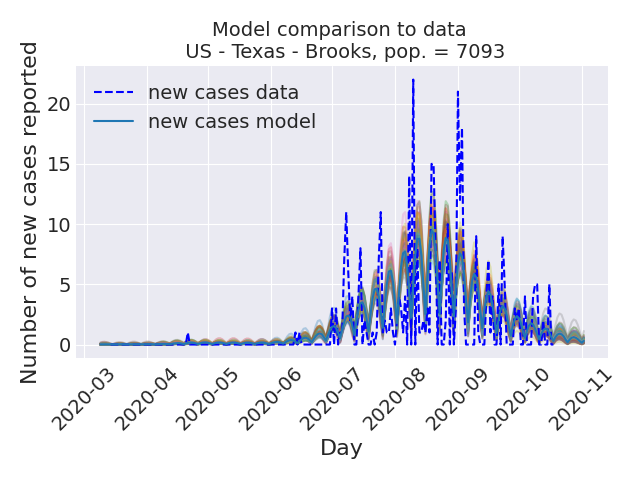 Model comparison to data
US - Texas - Brooks, pop. = 7093
Number of new cases reported
new cases data
new cases model
20
15
10
5
0
2020-03
2020-04
2020-05
2020-06
2020-07
2020-08
2020-09
2020-10
2020-11
Day